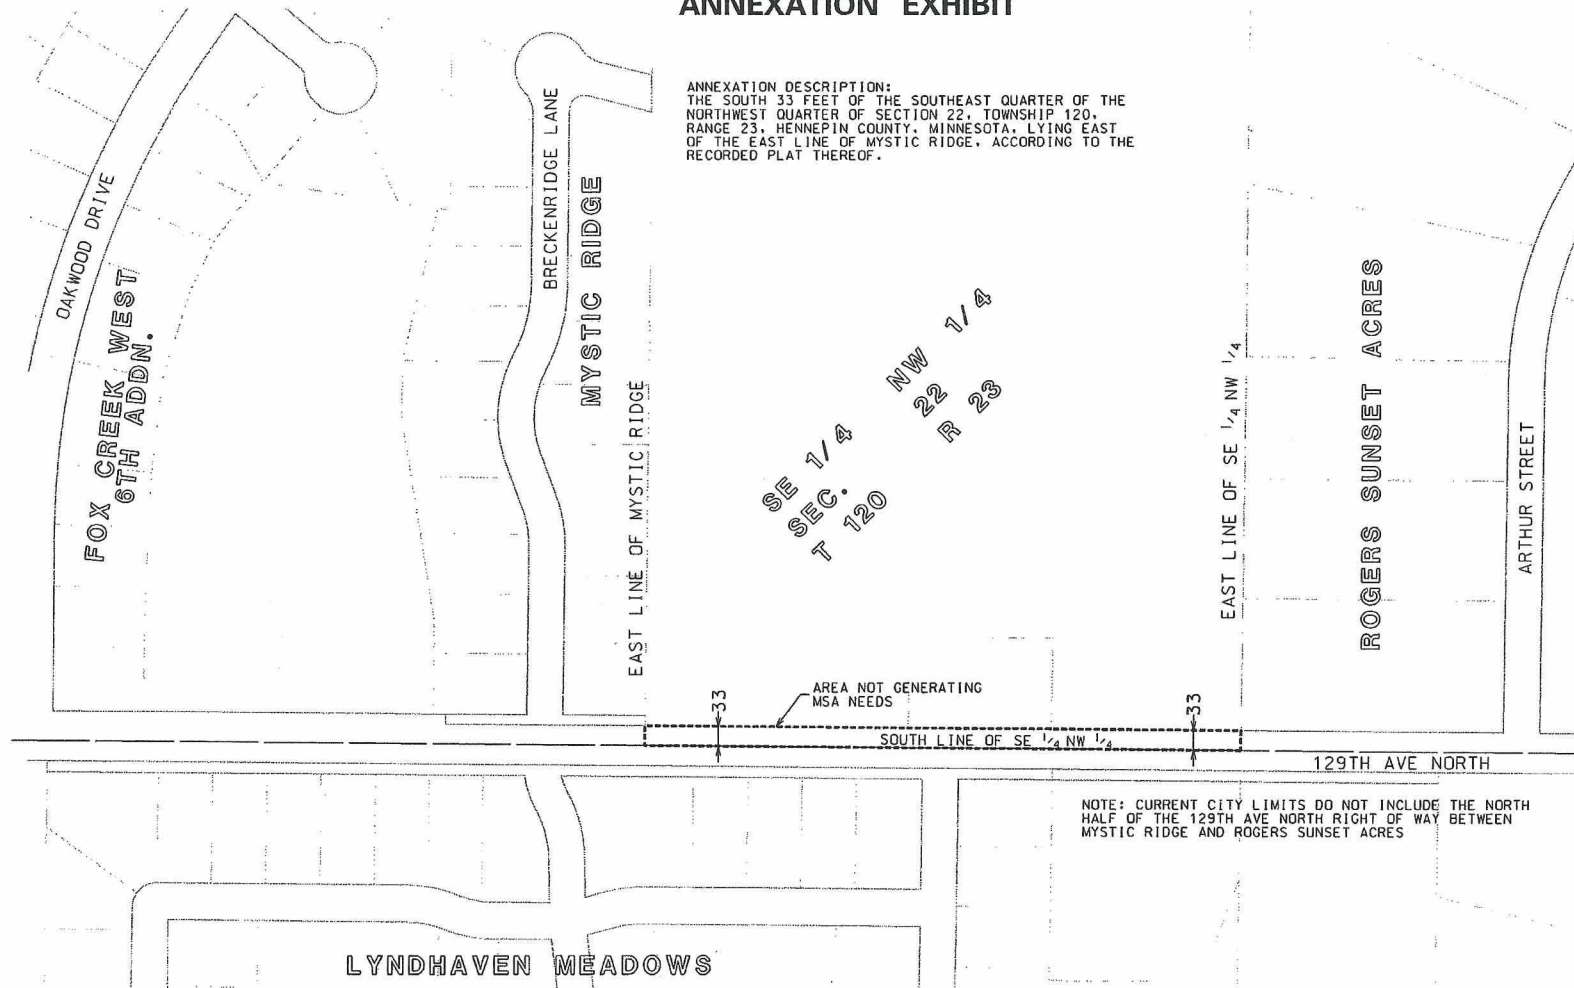 ANNEXATION EXHIBIT
ANNEXATION DESCRIPTION:
THE SOUTH 33 FEET OF THE SOUTHEAST QUARTER OF THE
NORTHWEST QUARTER OF SECTION 22, TOWNSHIP 120,
RANGE 23, HENNEPIN COUNTY, MINNESOTA, LYING EAST
OF THE EAST LINE OF MYSTIC RIDGE, ACCORDING TO THE
RECORDED PLAT THEREOF.
OAKWOOD DRIVE
FOX CREEK WEST
6TH ADDN.
BRECKENRIDGE LANE
MYSTIC RIDGE
EAST LINE OF MYSTIC RIDGE
SE 1/4 NW 1/4
SEC. 22
T 120 R 23
EAST LINE OF SE 1/4 NW 1/4
ROGERS SUNSET ACRES
ARTHUR STREET
33
AREA NOT GENERATING
MSA NEEDS
33
SOUTH LINE OF SE 1/4 NW 1/4
129TH AVE NORTH
NOTE: CURRENT CITY LIMITS DO NOT INCLUDE THE NORTH
HALF OF THE 129TH AVE NORTH RIGHT OF WAY BETWEEN
MYSTIC RIDGE AND ROGERS SUNSET ACRES
LYNDHAVEN MEADOWS